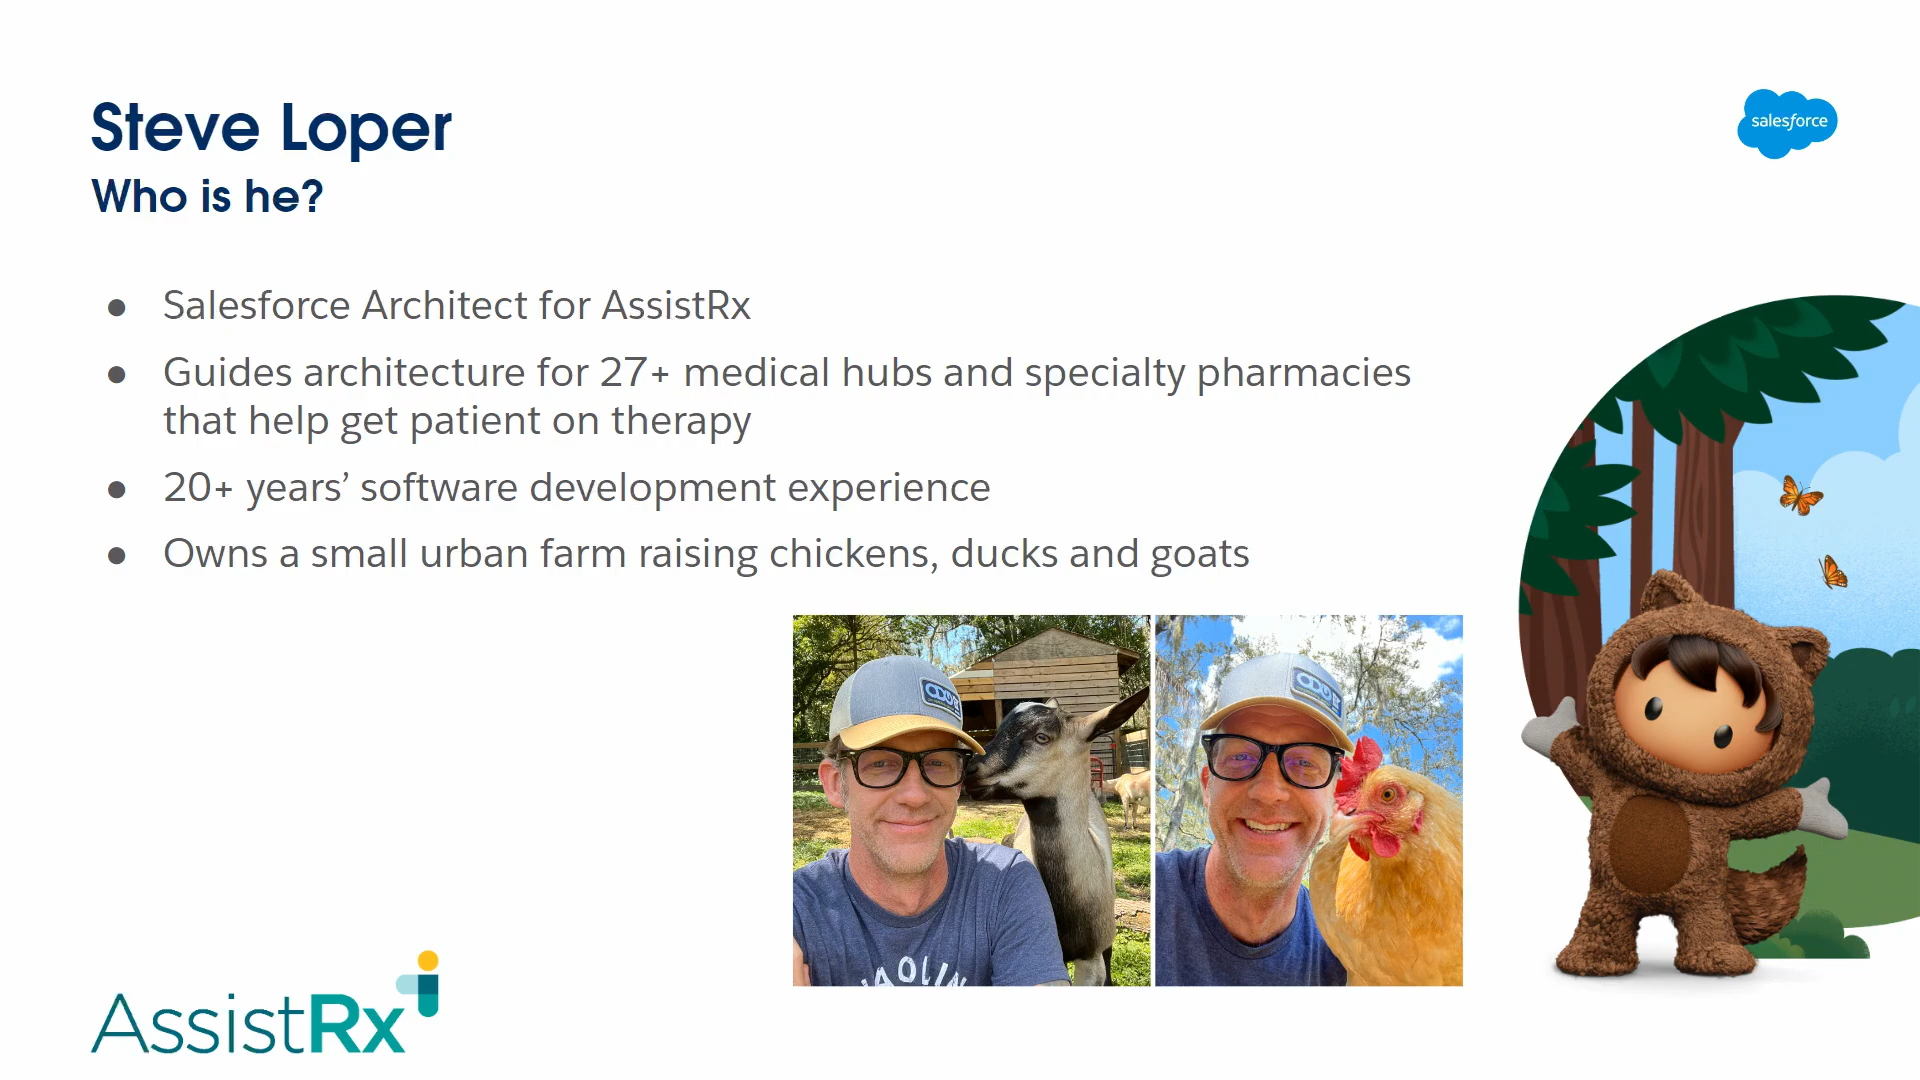 Steve Loper
salesforce
Who is he?
● Salesforce Architect for AssistRx
● Guides architecture for 27+ medical hubs and specialty pharmacies
that help get patient on therapy
● 20+ years’ software development experience
● Owns a small urban farm raising chickens, ducks and goats
AssistRx